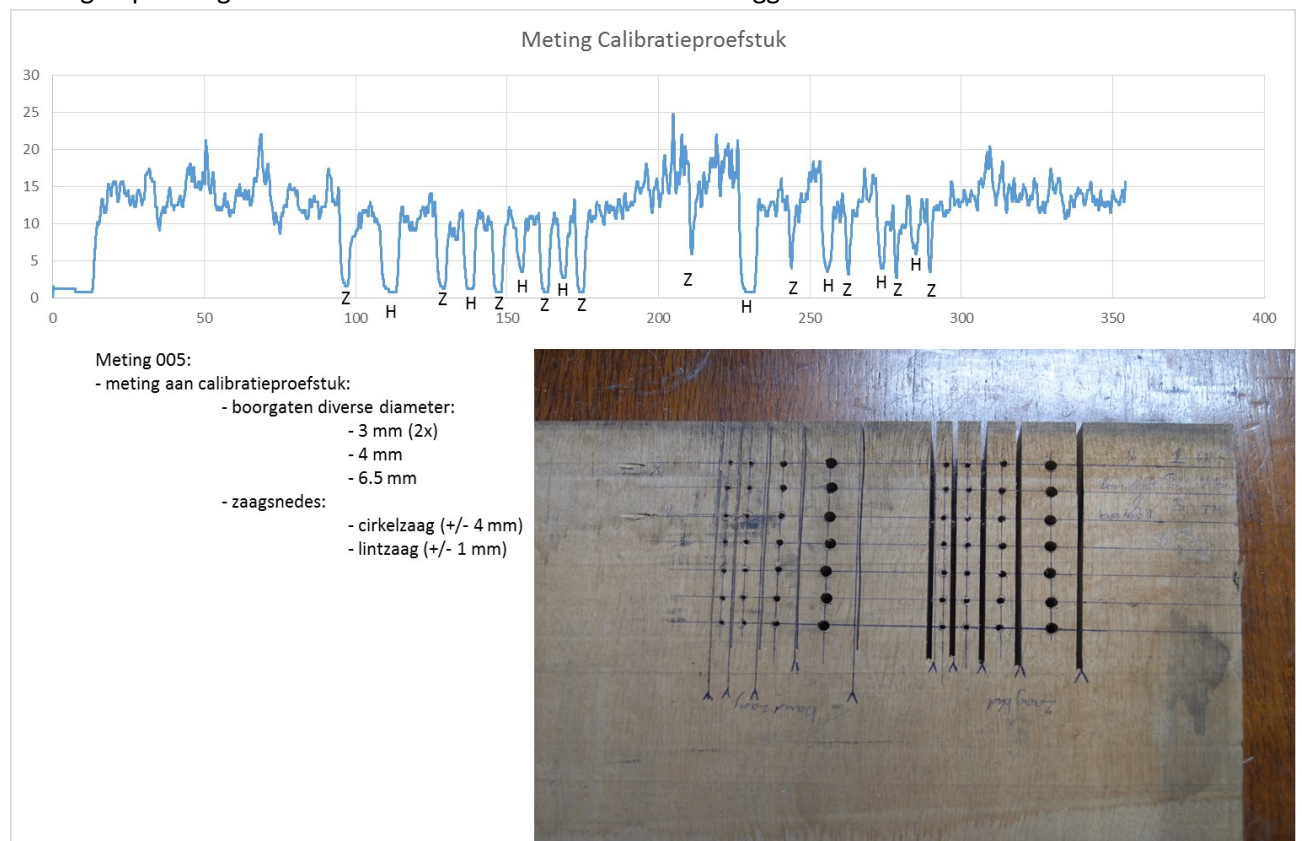 Meting Calibratieproefstuk
30
25
20
15
10
5
0
Z H Z H Z H Z H Z Z H Z H Z H Z H Z
0 50 100 150 200 250 300 350 400
Meting 005:
- meting aan calibratieproefstuk:
- boorgaten diverse diameter:
- 3 mm (2x)
- 4 mm
- 6.5 mm
- zaagsnedes:
- cirkelzaag (+/- 4 mm)
- lintzaag (+/- 1 mm)
bandzaag
Zaagblad